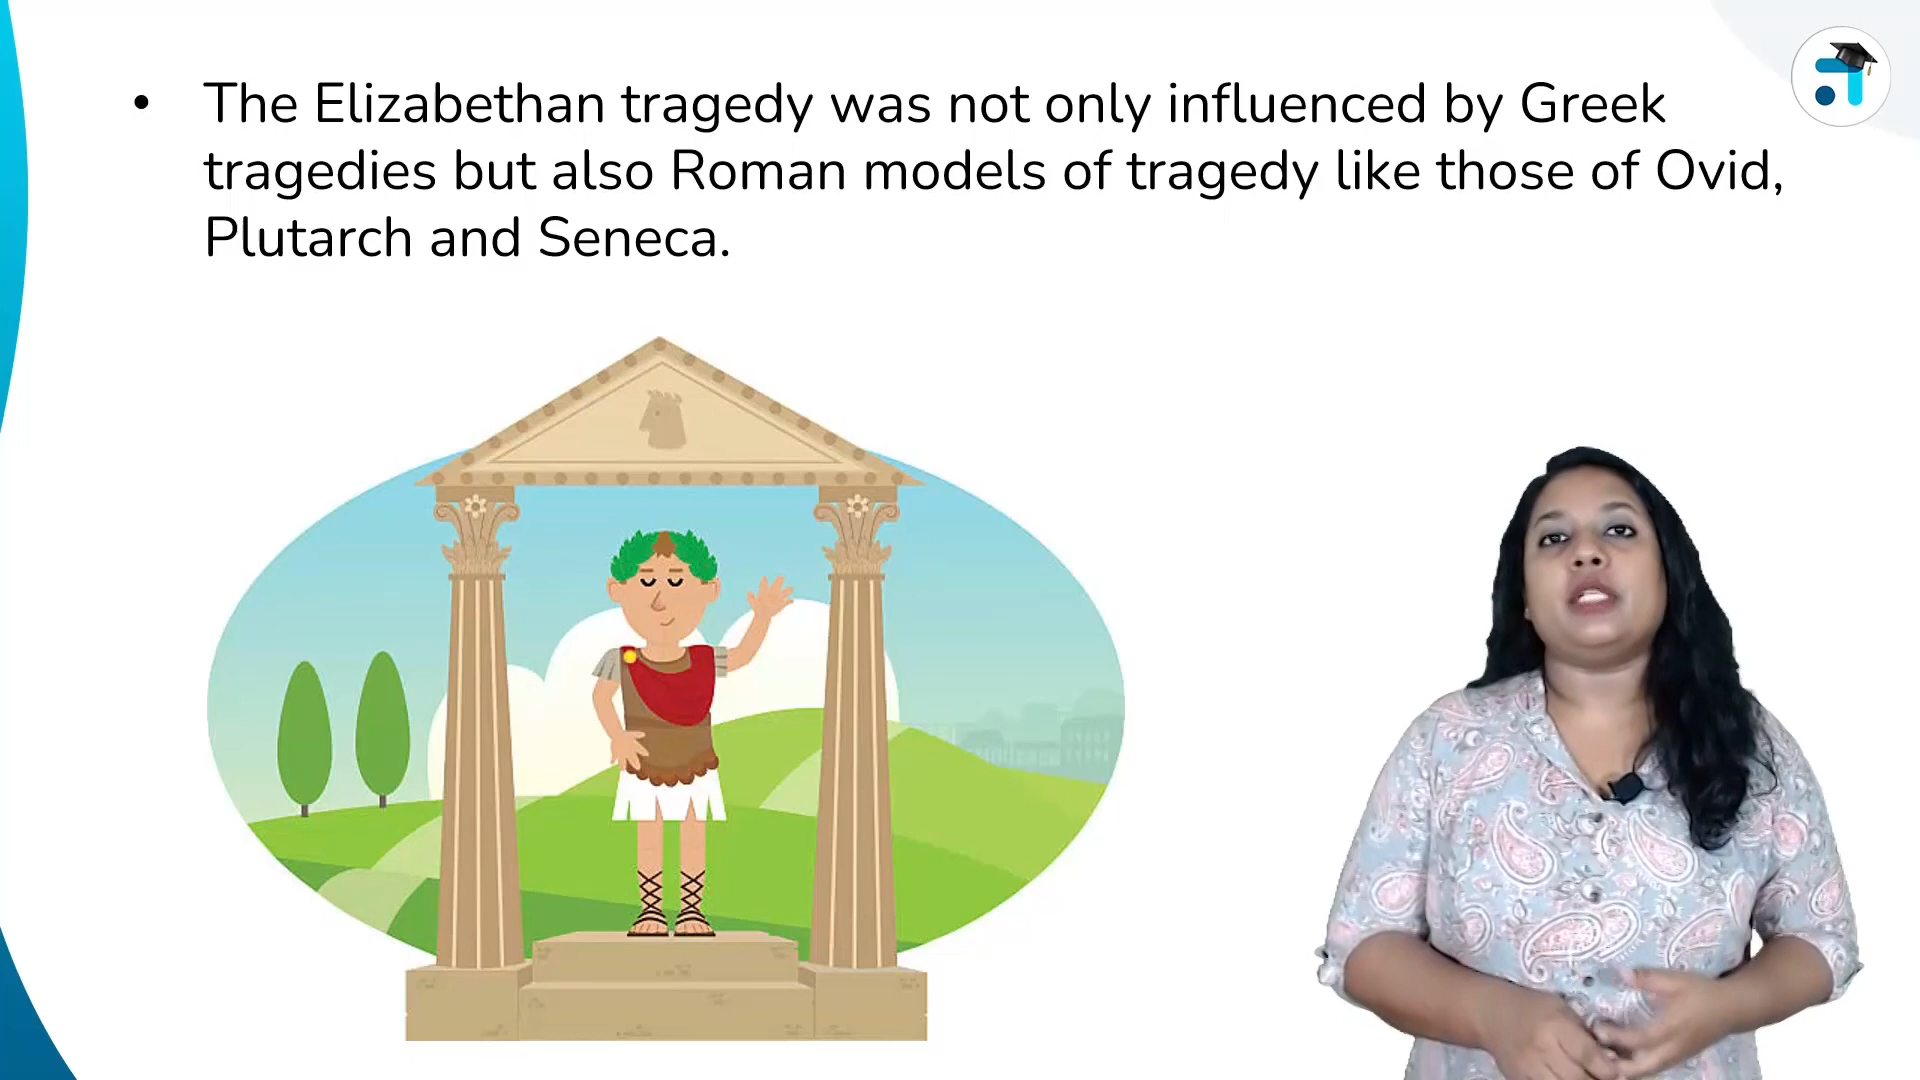 • The Elizabethan tragedy was not only influenced by Greek
tragedies but also Roman models of tragedy like those of Ovid,
Plutarch and Seneca.